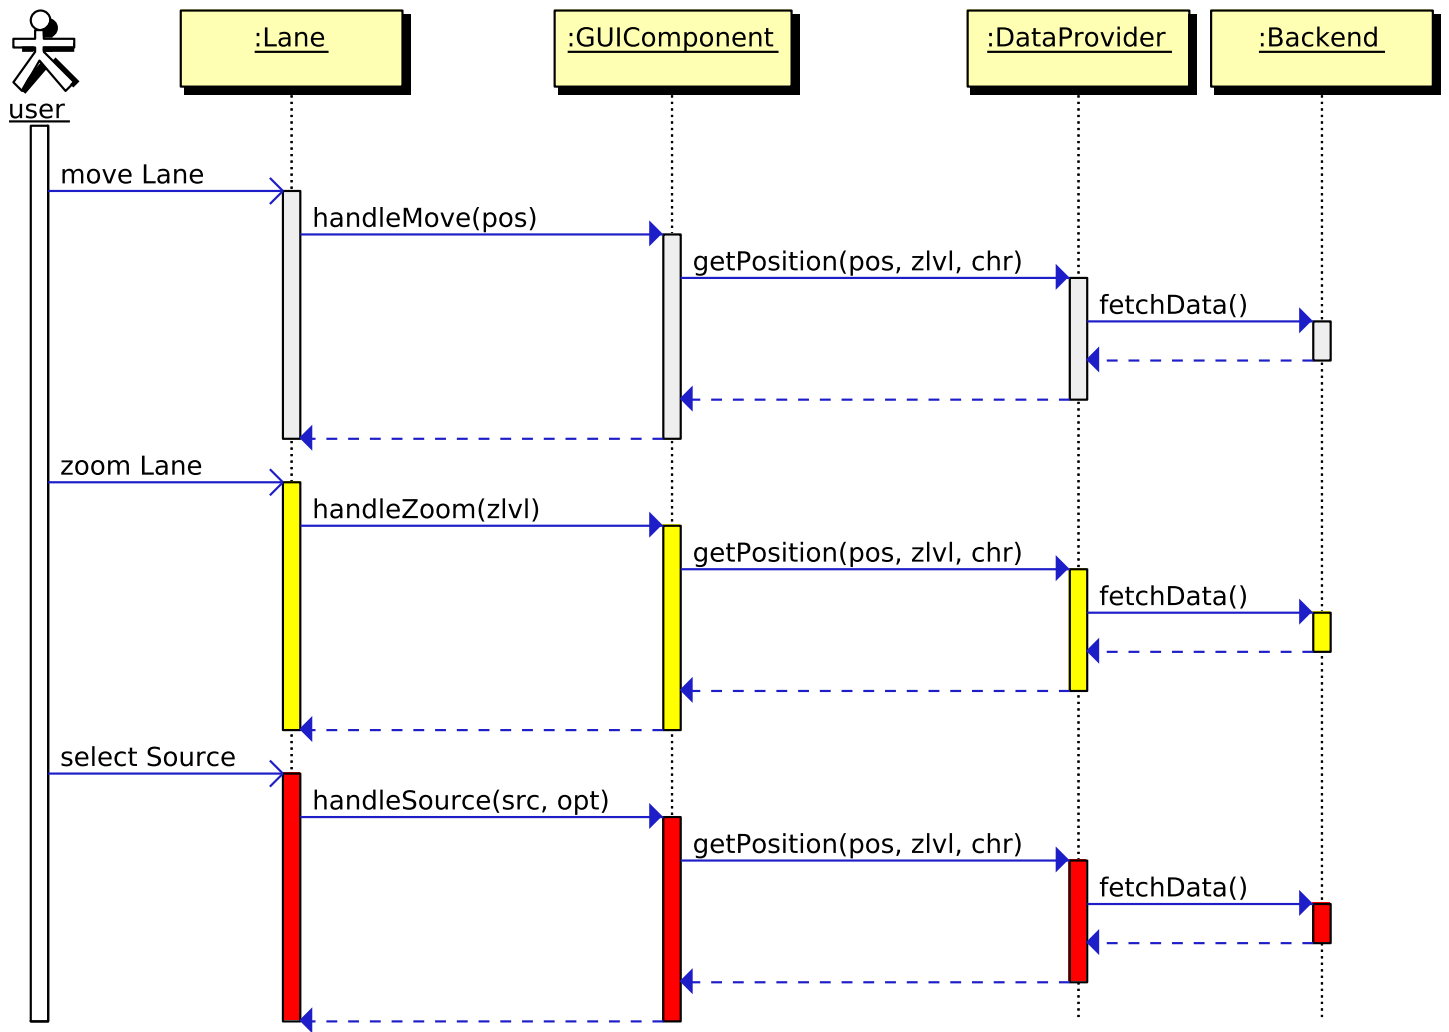 :Lane
:GUIComponent
:DataProvider
:Backend
user
move Lane
handleMove(pos)
getPosition(pos, zlvl, chr)
fetchData()
zoom Lane
handleZoom(zlvl)
getPosition(pos, zlvl, chr)
fetchData()
select Source
handleSource(src, opt)
getPosition(pos, zlvl, chr)
fetchData()